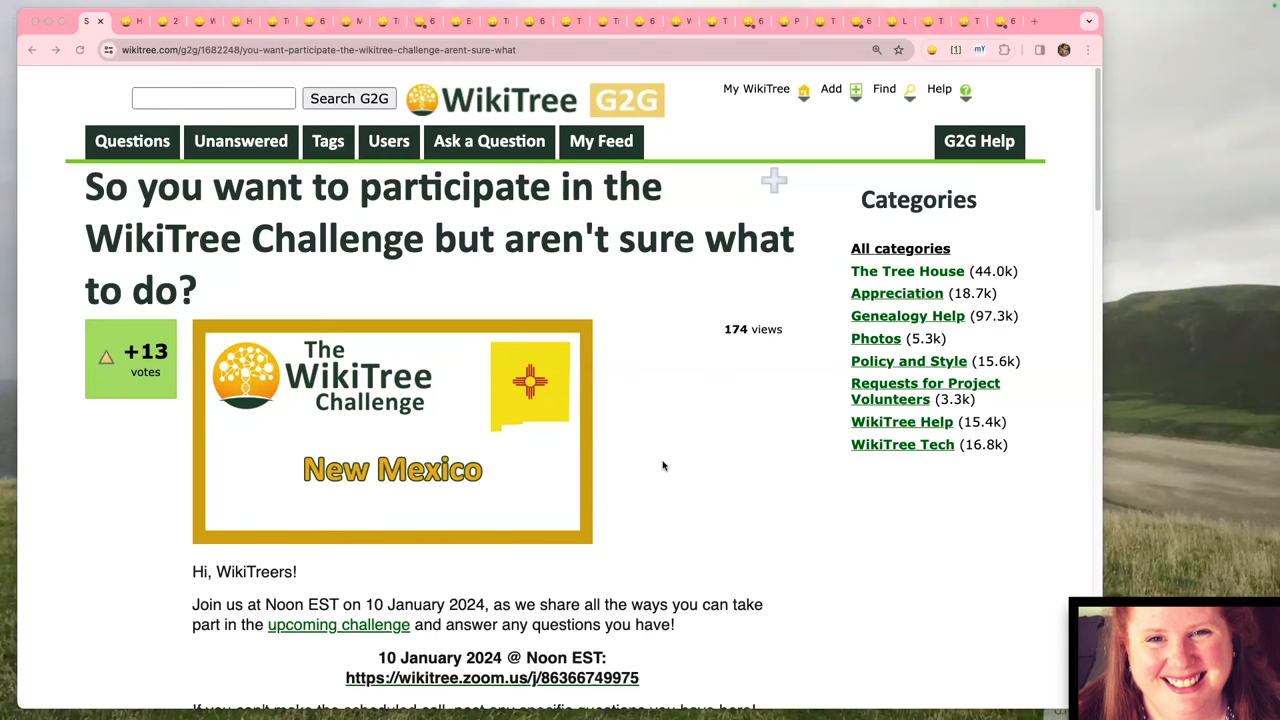 wikitree.com/g2g/1682248/you-want-participate-the-wikitree-challenge-arent-sure-what
Search G2G
WikiTree G2G
My WikiTree
Add
Find
Help
Questions
Unanswered
Tags
Users
Ask a Question
My Feed
G2G Help
So you want to participate in the
WikiTree Challenge but aren't sure what
to do?
+13
votes
174 views
The
WikiTree
Challenge
New Mexico
Hi, WikiTreers!
Join us at Noon EST on 10 January 2024, as we share all the ways you can take
part in the upcoming challenge and answer any questions you have!
10 January 2024 @ Noon EST:
https://wikitree.zoom.us/j/86366749975
Categories
All categories
The Tree House (44.0k)
Appreciation (18.7k)
Genealogy Help (97.3k)
Photos (5.3k)
Policy and Style (15.6k)
Requests for Project
Volunteers (3.3k)
WikiTree Help (15.4k)
WikiTree Tech (16.8k)